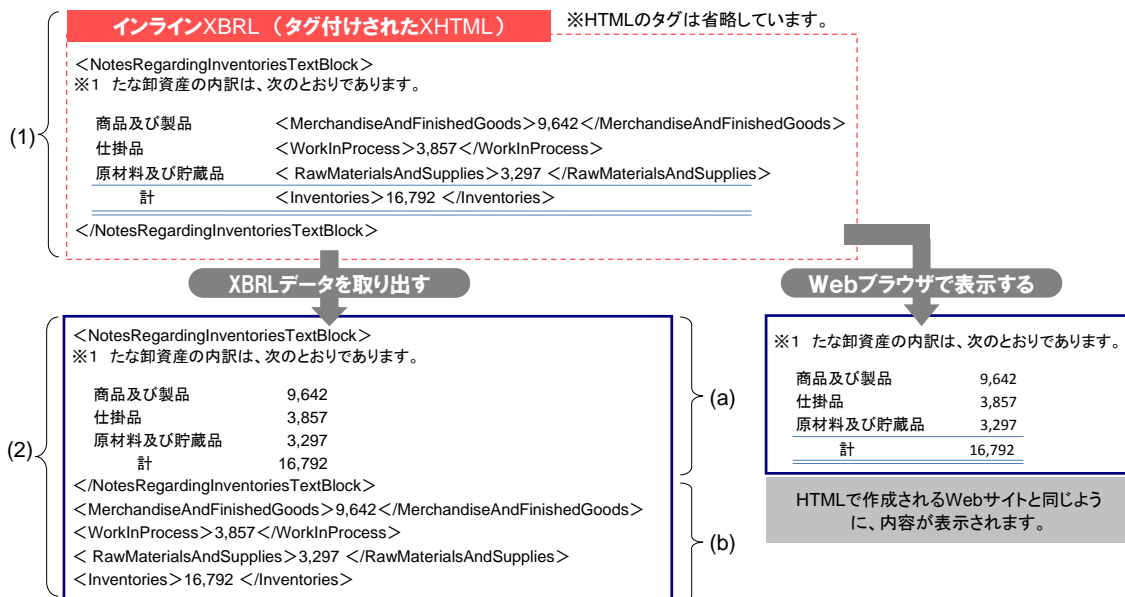 インラインXBRL（タグ付けされたXHTML）
※HTMLのタグは省略しています。
(1)
＜NotesRegardingInventoriesTextBlock＞
※1　たな卸資産の内訳は、次のとおりであります。
商品及び製品　＜MerchandiseAndFinishedGoods＞9,642＜/MerchandiseAndFinishedGoods＞
仕掛品　＜WorkInProcess＞3,857＜/WorkInProcess＞
原材料及び貯蔵品　＜ RawMaterialsAndSupplies＞3,297 ＜/RawMaterialsAndSupplies＞
計　＜Inventories＞16,792 ＜/Inventories＞
＜/NotesRegardingInventoriesTextBlock＞
XBRLデータを取り出す
Webブラウザで表示する
(2)
＜NotesRegardingInventoriesTextBlock＞
※1　たな卸資産の内訳は、次のとおりであります。
商品及び製品　9,642
仕掛品　3,857
原材料及び貯蔵品　3,297
計　16,792
＜/NotesRegardingInventoriesTextBlock＞
(a)
＜MerchandiseAndFinishedGoods＞9,642＜/MerchandiseAndFinishedGoods＞
＜WorkInProcess＞3,857＜/WorkInProcess＞
＜ RawMaterialsAndSupplies＞3,297 ＜/RawMaterialsAndSupplies＞
＜Inventories＞16,792 ＜/Inventories＞
(b)
※1　たな卸資産の内訳は、次のとおりであります。
商品及び製品　9,642
仕掛品　3,857
原材料及び貯蔵品　3,297
計　16,792
HTMLで作成されるWebサイトと同じよう
に、内容が表示されます。